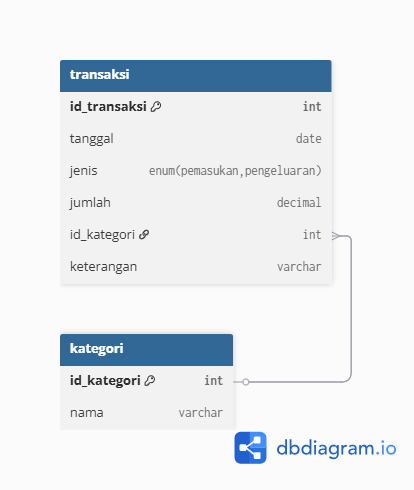 transaksi
id_transaksi int
tanggal date
jenis enum(pemasukan,pengeluaran)
jumlah decimal
id_kategori int
keterangan varchar
kategori
id_kategori int
nama varchar
dbdiagram.io